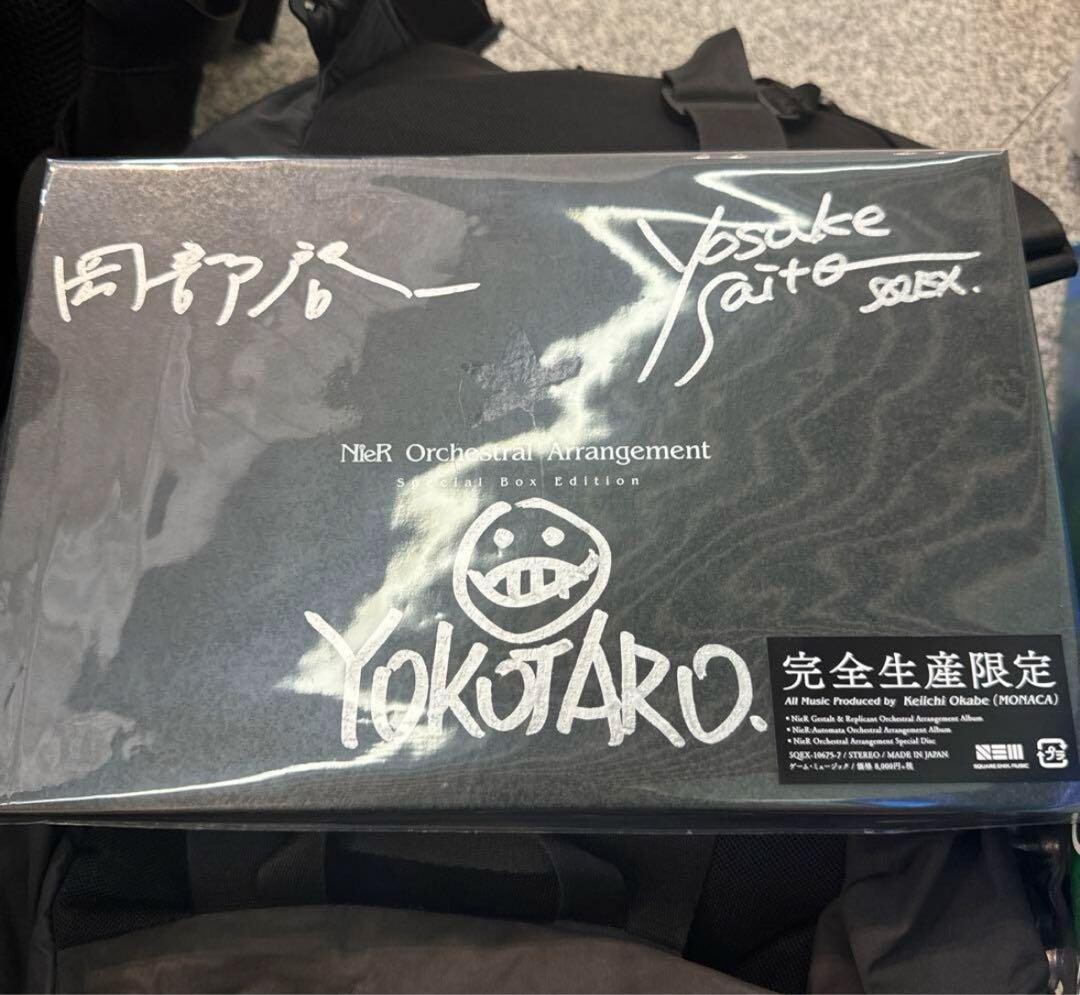 岡部啓一
Yosuke
Saito
SQEX.
NieR Orchestral Arrangement
Special Box Edition
YOKOTARO.
完全生産限定
All Music Produced by Keiichi Okabe (MONACA)
• NieR Gestalt & Replicant Orchestral Arrangement Album
• NieR:Automata Orchestral Arrangement Album
• NieR Orchestral Arrangement Special Disc
SQEX-10675-7 / STEREO / MADE IN JAPAN
ゲーム・ミュージック / 価格 8,000円+税
SQUARE ENIX MUSIC